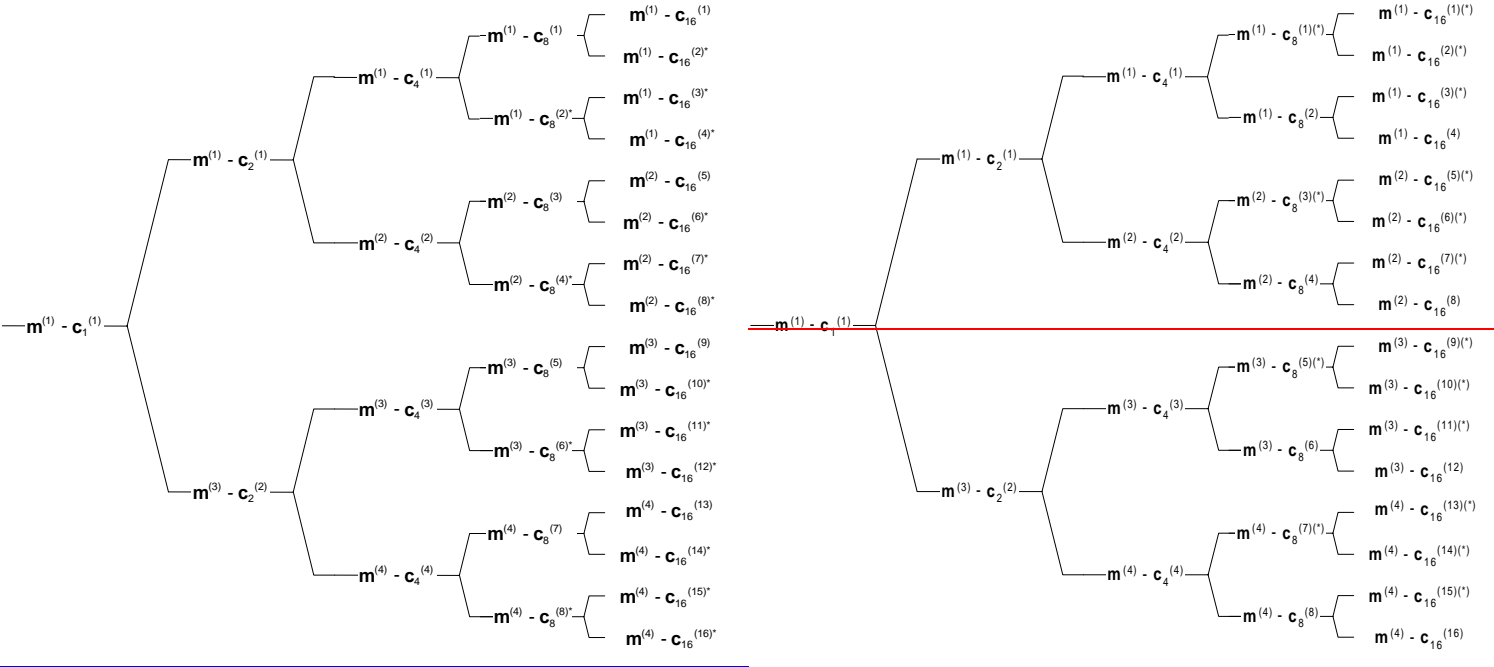 m(1) - c1(1)
m(1) - c2(1)
m(3) - c2(2)
m(1) - c4(1)
m(2) - c4(2)
m(3) - c4(3)
m(4) - c4(4)
m(1) - c8(1)
m(1) - c8(2)*
m(2) - c8(3)
m(2) - c8(4)*
m(3) - c8(5)
m(3) - c8(6)*
m(4) - c8(7)
m(4) - c8(8)*
m(1) - c16(1)
m(1) - c16(2)*
m(1) - c16(3)*
m(1) - c16(4)*
m(2) - c16(5)
m(2) - c16(6)*
m(2) - c16(7)*
m(2) - c16(8)*
m(3) - c16(9)
m(3) - c16(10)*
m(3) - c16(11)*
m(3) - c16(12)*
m(4) - c16(13)
m(4) - c16(14)*
m(4) - c16(15)*
m(4) - c16(16)*
m(1) - c1(1)
m(1) - c2(1)
m(3) - c2(2)
m(1) - c4(1)
m(2) - c4(2)
m(3) - c4(3)
m(4) - c4(4)
m(1) - c8(1)(*)
m(1) - c8(2)
m(2) - c8(3)(*)
m(2) - c8(4)
m(3) - c8(5)(*)
m(3) - c8(6)
m(4) - c8(7)(*)
m(4) - c8(8)
m(1) - c16(1)(*)
m(1) - c16(2)(*)
m(1) - c16(3)(*)
m(1) - c16(4)
m(2) - c16(5)(*)
m(2) - c16(6)(*)
m(2) - c16(7)(*)
m(2) - c16(8)
m(3) - c16(9)(*)
m(3) - c16(10)(*)
m(3) - c16(11)(*)
m(3) - c16(12)
m(4) - c16(13)(*)
m(4) - c16(14)(*)
m(4) - c16(15)(*)
m(4) - c16(16)